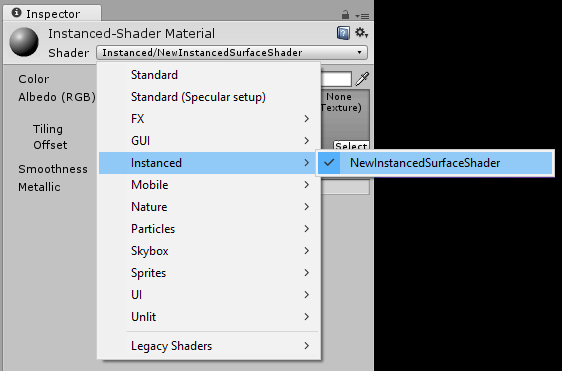 Inspector
Instanced-Shader Material
Shader Instanced/NewInstancedSurfaceShader
Color
Albedo (RGB)
None
Texture)
Tiling
Offset
Select
Smoothness
Metallic
Standard
Standard (Specular setup)
FX
GUI
Instanced
NewInstancedSurfaceShader
Mobile
Nature
Particles
Skybox
Sprites
UI
Unlit
Legacy Shaders